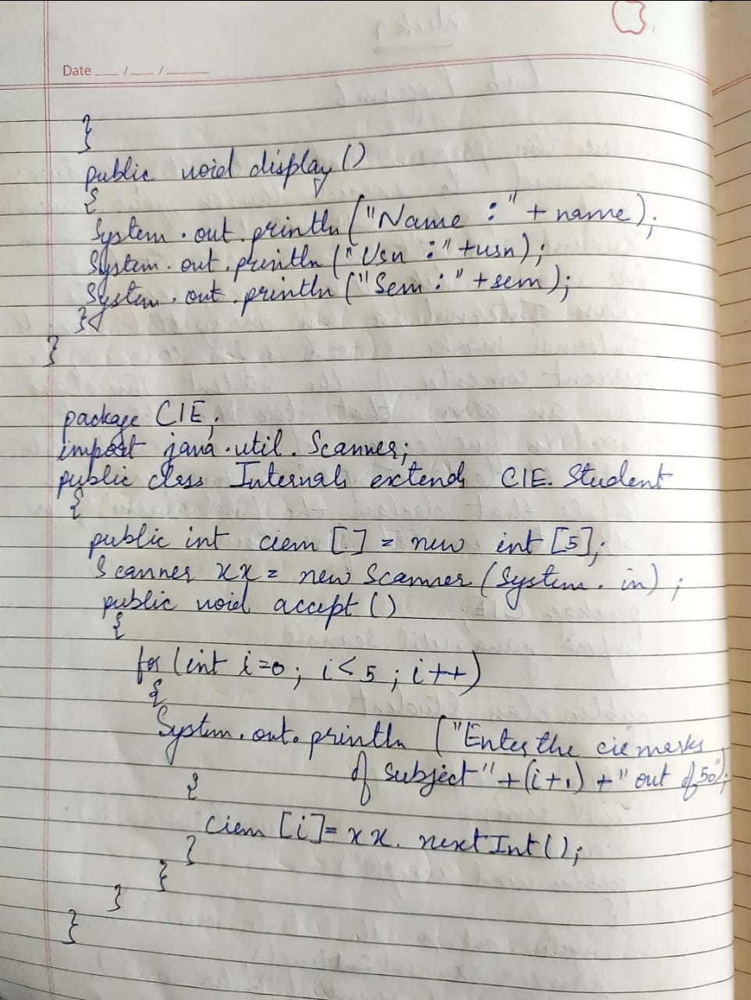 Date __/__/____
}
public void display ()
{
System.out.println ("Name :" + name);
System.out.println ("Usn :" +usn);
System.out.println ("Sem :" +sem);
}
}
package CIE;
import java.util.Scanner;
public class Internals extends CIE.Student
{
public int ciem [] = new int [5];
Scanner xx = new Scanner (System.in);
public void accept ()
{
for (int i=0; i<5; i++)
{
System.out.println ("Enter the cie marks
of subject" +(i+1) +" out of 50");
{
ciem [i]= xx. nextInt();
}
}
}
}